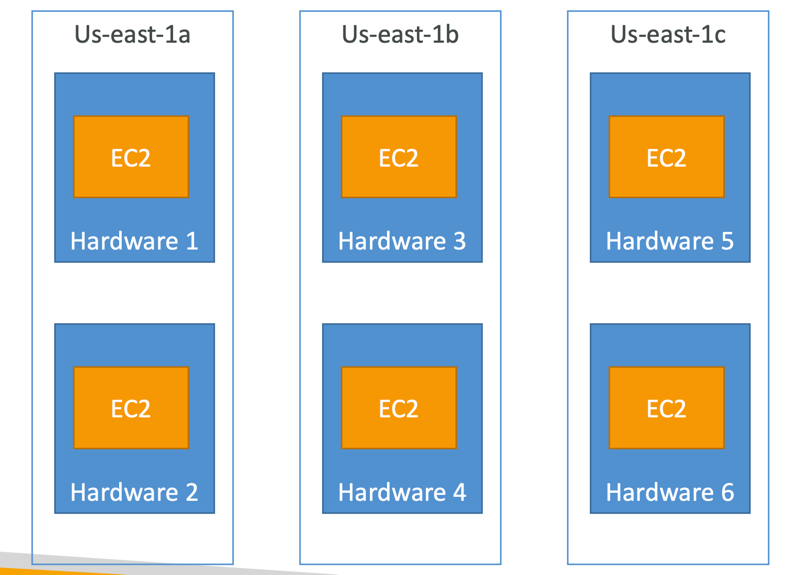 Us-east-1a
Us-east-1b
Us-east-1c
EC2
EC2
EC2
Hardware 1
Hardware 3
Hardware 5
EC2
EC2
EC2
Hardware 2
Hardware 4
Hardware 6